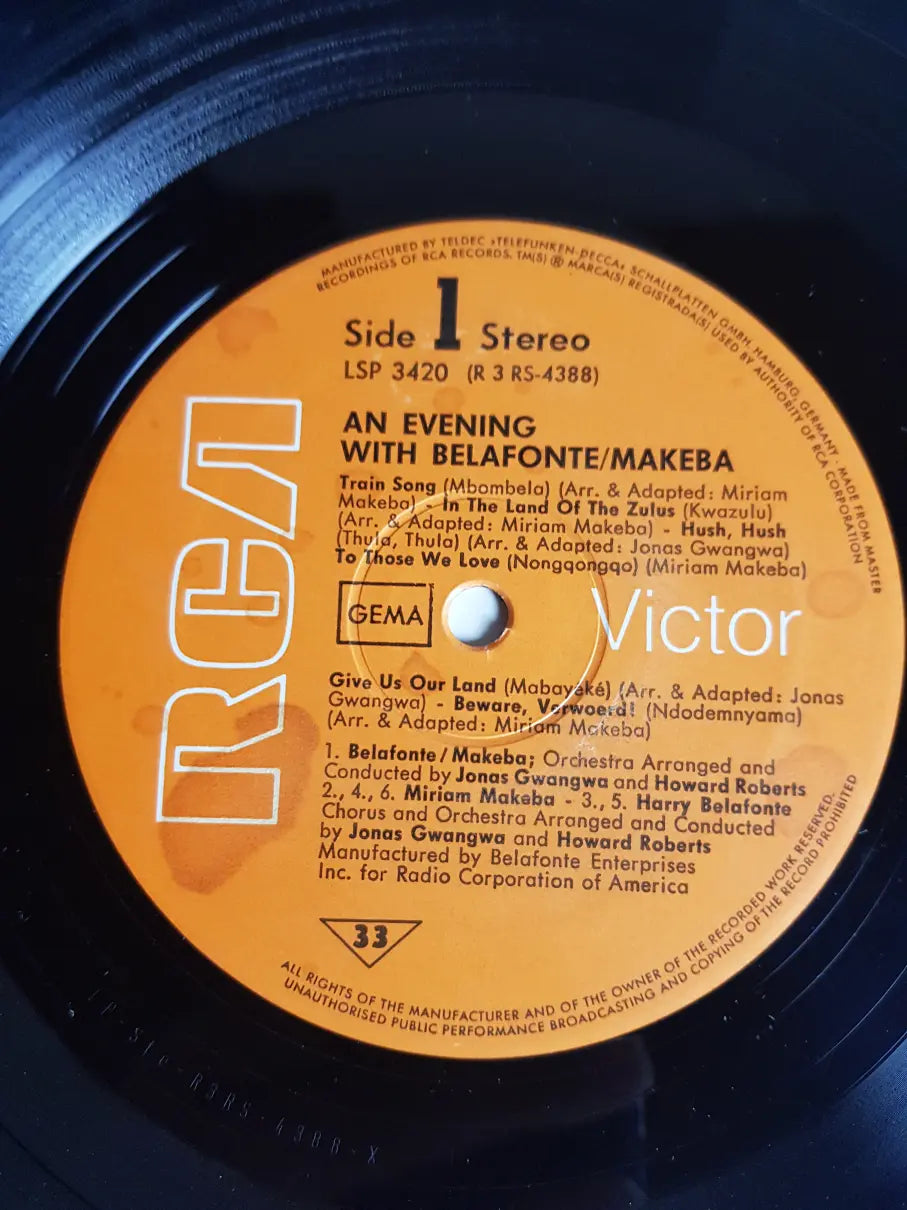 MANUFACTURED BY TELDEC »TELEFUNKEN-DECCA« SCHALLPLATTEN GMBH, HAMBURG, GERMANY · MADE FROM MASTER
RECORDINGS OF RCA RECORDS. TM(S) ® MARCA(S) REGISTRADA(S) USED BY AUTHORITY OF RCA CORPORATION
Side 1 Stereo
LSP 3420 (R 3 RS-4388)
RCA
AN EVENING
WITH BELAFONTE/MAKEBA
Train Song (Mbombela) (Arr. & Adapted: Miriam
Makeba) - In The Land Of The Zulus (Kwazulu)
(Arr. & Adapted: Miriam Makeba) - Hush, Hush
(Thula, Thula) (Arr. & Adapted: Jonas Gwangwa)
To Those We Love (Nongqongqo) (Miriam Makeba)
GEMA
Victor
Give Us Our Land (Mabayéké) (Arr. & Adapted: Jonas
Gwangwa) - Beware, Verwoerd! (Ndodemnyama)
(Arr. & Adapted: Miriam Makeba)
1. Belafonte/Makeba; Orchestra Arranged and
Conducted by Jonas Gwangwa and Howard Roberts
2., 4., 6. Miriam Makeba - 3., 5. Harry Belafonte
Chorus and Orchestra Arranged and Conducted
by Jonas Gwangwa and Howard Roberts
Manufactured by Belafonte Enterprises
Inc. for Radio Corporation of America
33
ALL RIGHTS OF THE MANUFACTURER AND OF THE OWNER OF THE RECORDED WORK RESERVED.
UNAUTHORISED PUBLIC PERFORMANCE BROADCASTING AND COPYING OF THE RECORD PROHIBITED
R3RS-4388-X